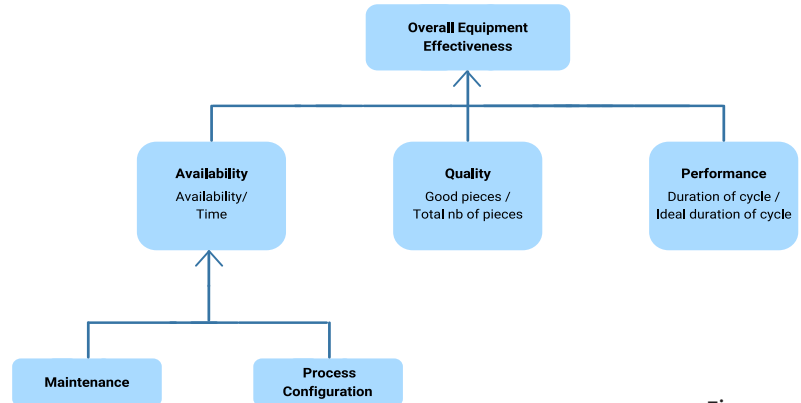 Overall Equipment
Effectiveness
Availability
Availability/
Time
Quality
Good pieces /
Total nb of pieces
Performance
Duration of cycle /
Ideal duration of cycle
Maintenance
Process
Configuration